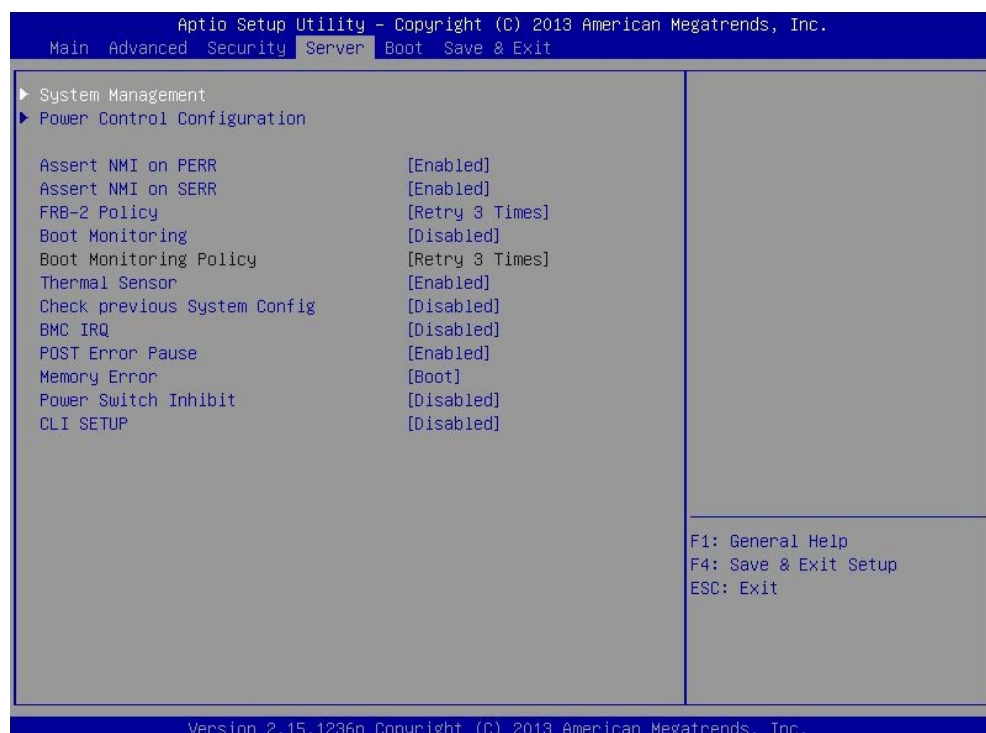 Aptio Setup Utility – Copyright (C) 2013 American Megatrends, Inc.
Main Advanced Security Server Boot Save & Exit
System Management
Power Control Configuration
Assert NMI on PERR [Enabled]
Assert NMI on SERR [Enabled]
FRB-2 Policy [Retry 3 Times]
Boot Monitoring [Disabled]
Boot Monitoring Policy [Retry 3 Times]
Thermal Sensor [Enabled]
Check previous System Config [Disabled]
BMC IRQ [Disabled]
POST Error Pause [Enabled]
Memory Error [Boot]
Power Switch Inhibit [Disabled]
CLI SETUP [Disabled]
F1: General Help
F4: Save & Exit Setup
ESC: Exit
Version 2.15.1236n Copyright (C) 2013 American Megatrends, Inc.